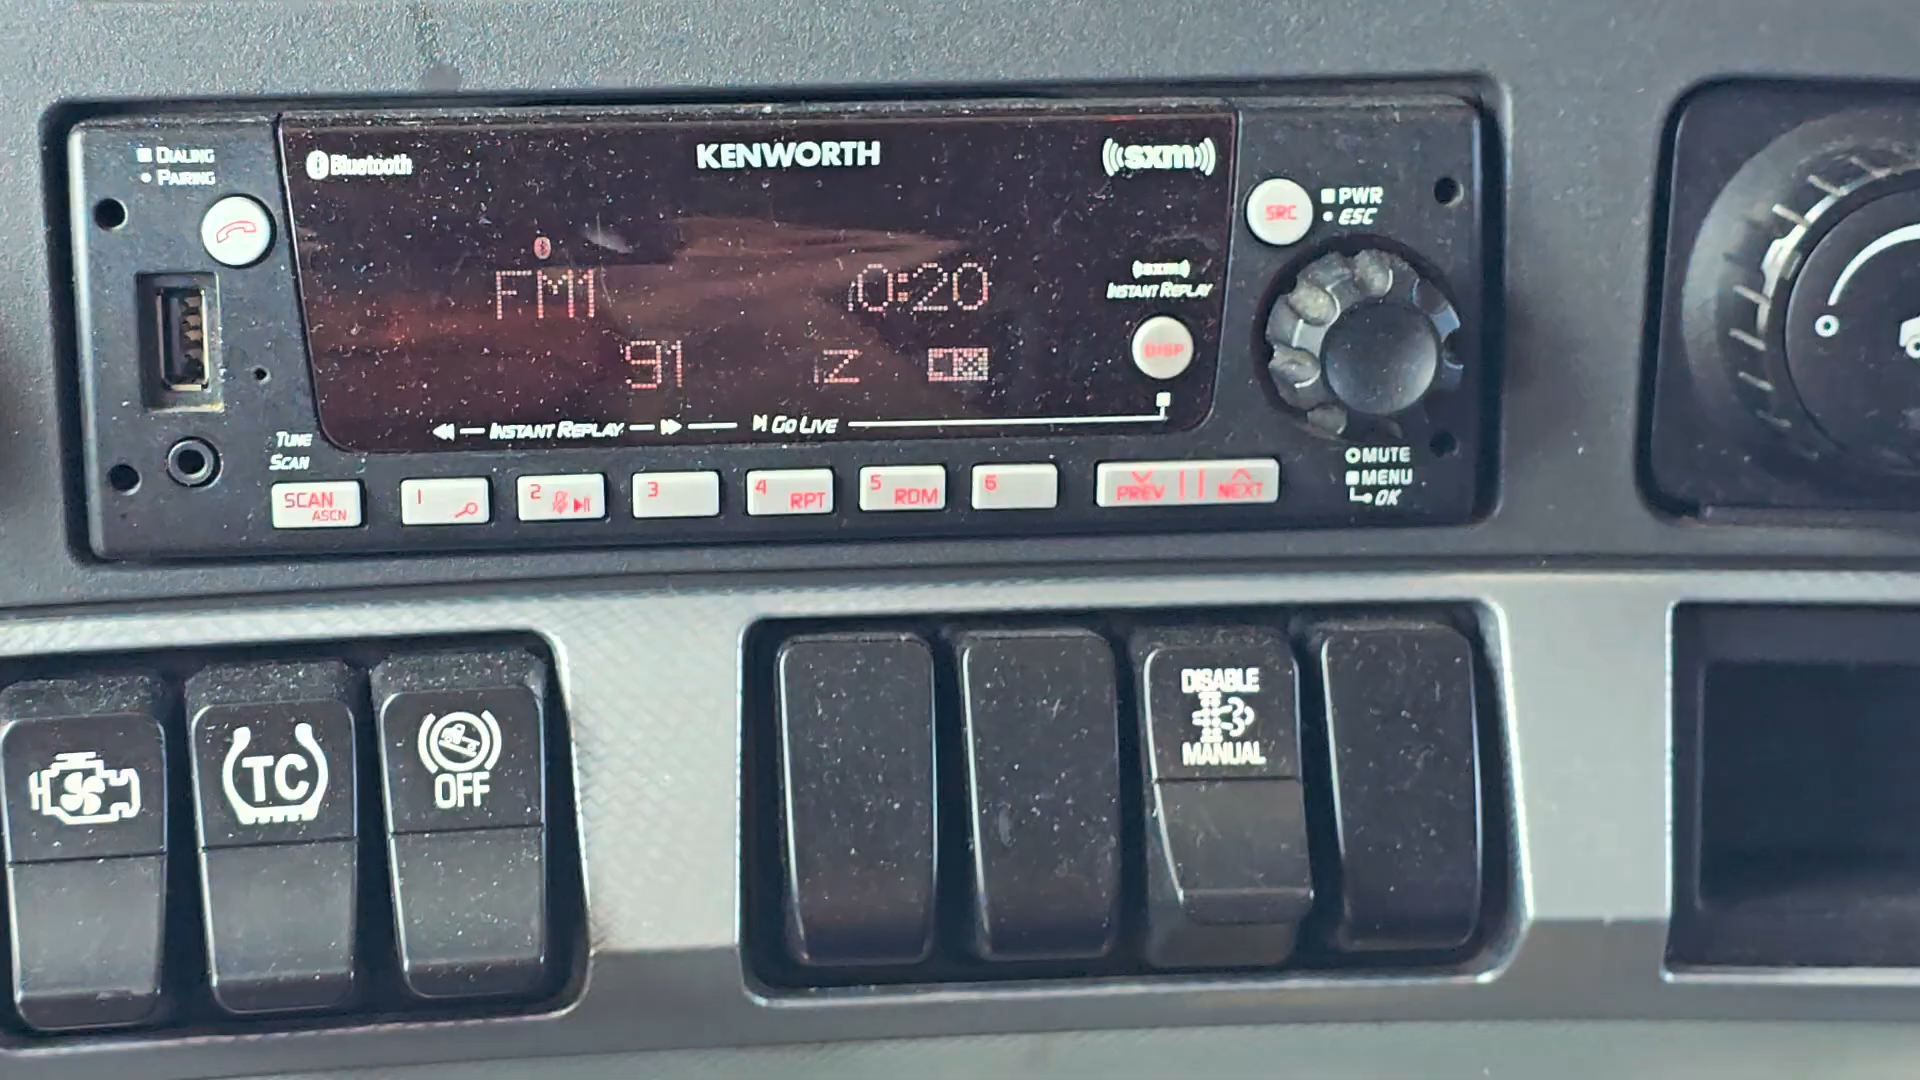 DIALING
PAIRING
Bluetooth
KENWORTH
((sxm))
SRC
PWR
ESC
FM1
0:20
(sxm)
INSTANT REPLAY
91
DISP
INSTANT REPLAY
GO LIVE
TUNE
SCAN
SCAN
ASCN
1
2
3
4
RPT
5
RDM
6
PREV
NEXT
MUTE
MENU
OK
DISABLE
MANUAL
TC
OFF